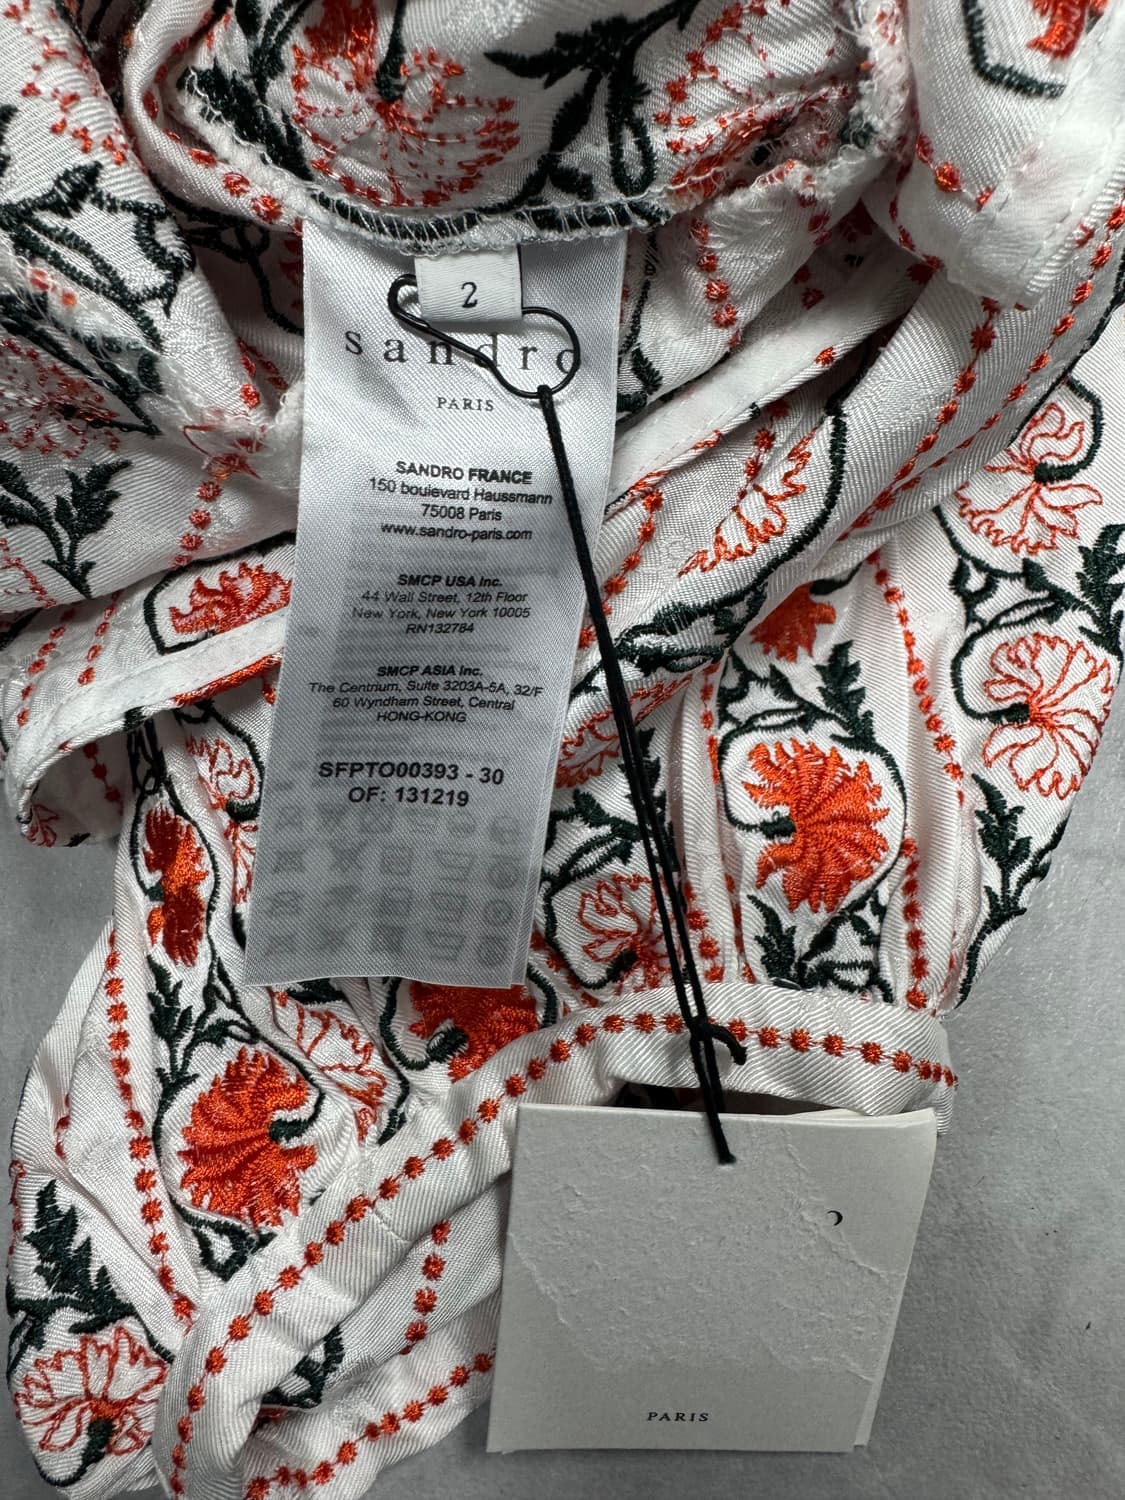 2
sandro
PARIS
SANDRO FRANCE
150 boulevard Haussmann
75008 Paris
www.sandro-paris.com
SMCP USA Inc.
44 Wall Street, 12th Floor
New York, New York 10005
RN132784
SMCP ASIA Inc.
The Centrium, Suite 3203A-5A, 32/F
60 Wyndham Street, Central
HONG-KONG
SFPTO00393 - 30
OF: 131219
PARIS